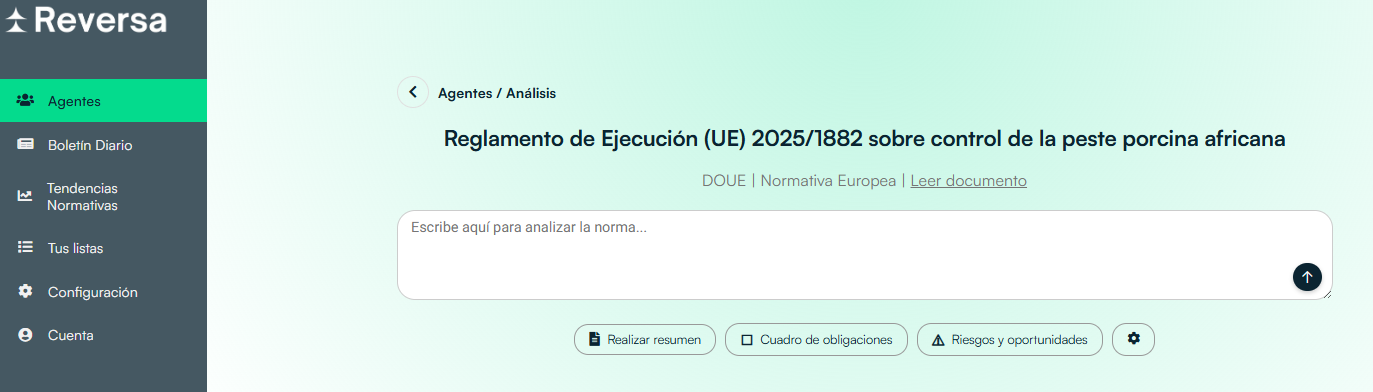 Reversa
Agentes
Boletín Diario
Tendencias
Normativas
Tus listas
Configuración
Cuenta
Agentes / Análisis
Reglamento de Ejecución (UE) 2025/1882 sobre control de la peste porcina africana
DOUE | Normativa Europea | Leer documento
Escribe aquí para analizar la norma...
Realizar resumen
Cuadro de obligaciones
Riesgos y oportunidades